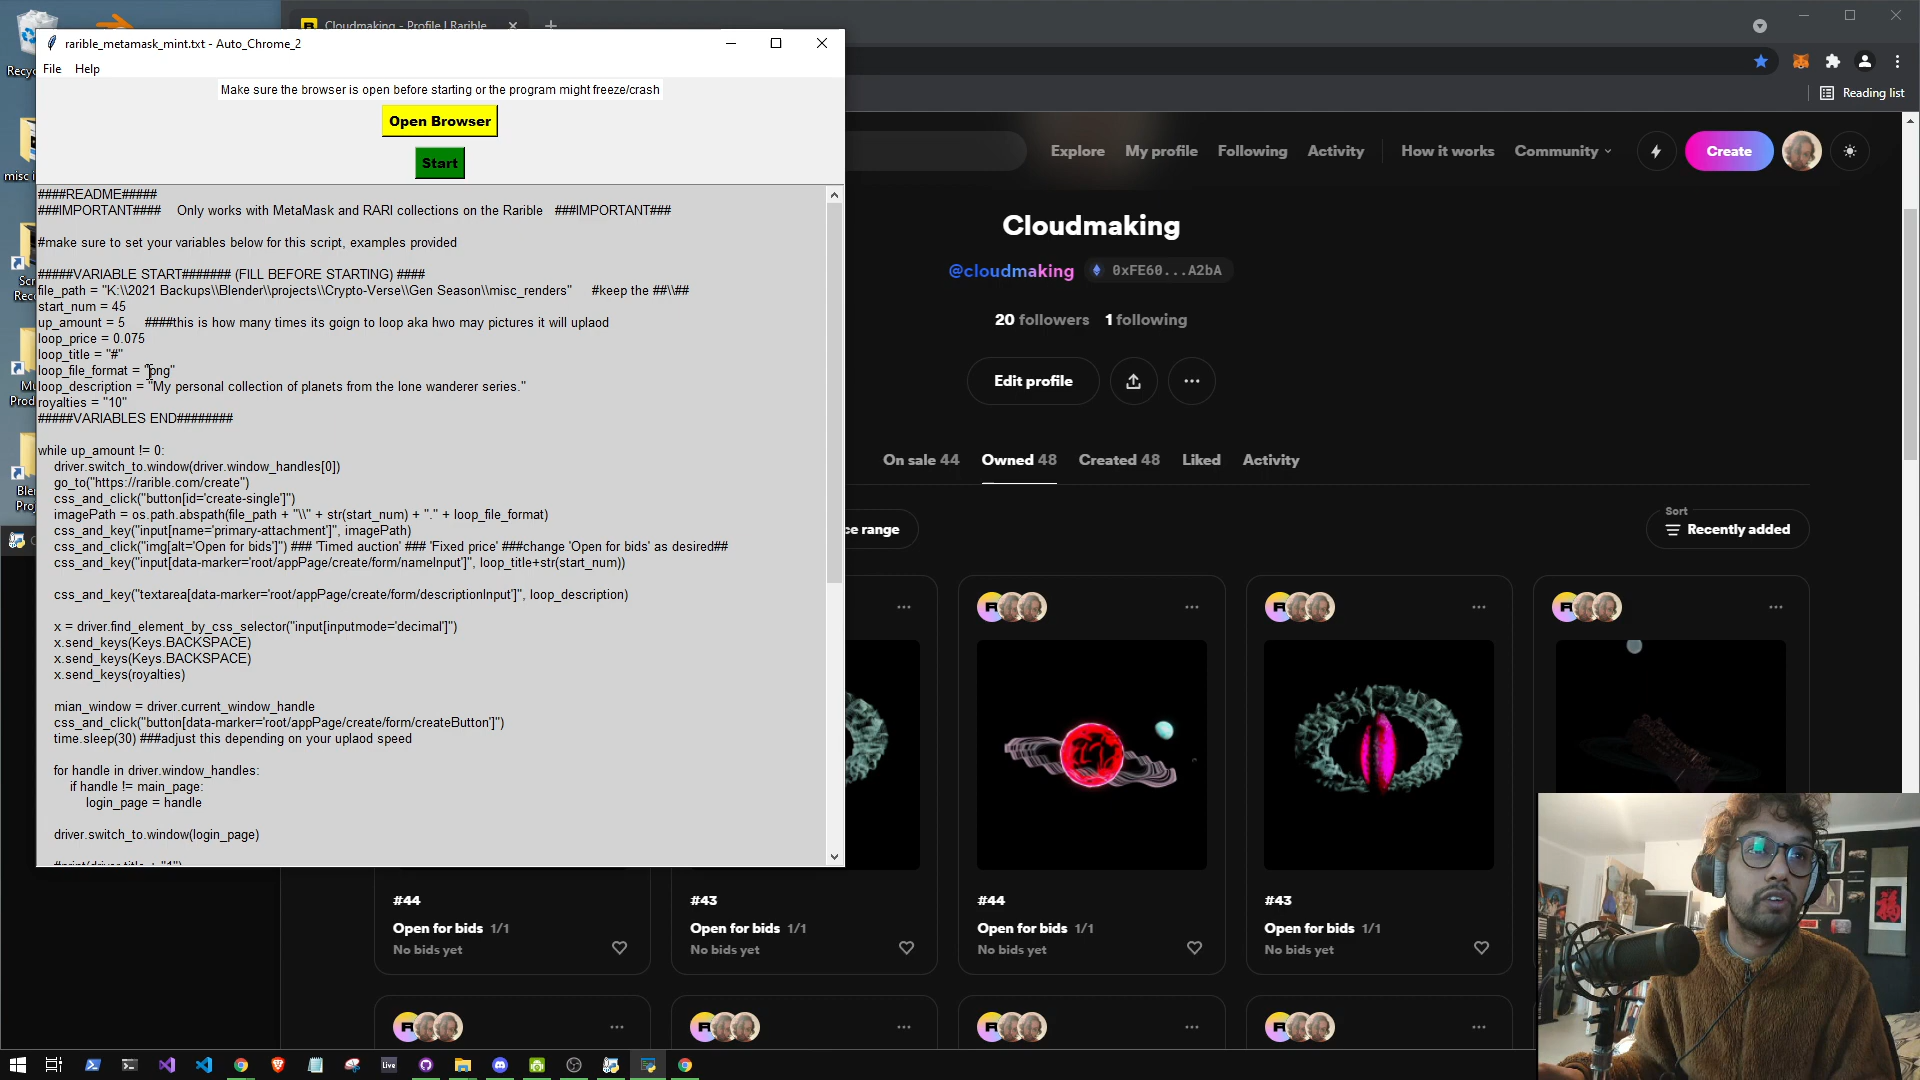 Cloudmaking - Profile | Rarible
rarible_metamask_mint.txt - Auto_Chrome_2
File Help
Make sure the browser is open before starting or the program might freeze/crash
Open Browser
Start
####README#####
###IMPORTANT#### Only works with MetaMask and RARI collections on the Rarible ###IMPORTANT###
#make sure to set your variables below for this script, examples provided
#####VARIABLE START####### (FILL BEFORE STARTING) ####
file_path = "K:\\2021 Backups\\Blender\\projects\\Crypto-Verse\\Gen Season\\misc_renders" #keep the ##\\##
start_num = 45
up_amount = 5 ####this is how many times its goign to loop aka hwo may pictures it will uplaod
loop_price = 0.075
loop_title = "#"
loop_file_format = "png"
loop_description = "My personal collection of planets from the lone wanderer series."
royalties = "10"
#####VARIABLES END########
while up_amount != 0:
driver.switch_to.window(driver.window_handles[0])
go_to("https://rarible.com/create")
css_and_click("button[id='create-single']")
imagePath = os.path.abspath(file_path + "\\" + str(start_num) + "." + loop_file_format)
css_and_key("input[name='primary-attachment']", imagePath)
css_and_click("img[alt='Open for bids']") ### 'Timed auction' ### 'Fixed price' ###change 'Open for bids' as desired##
css_and_key("input[data-marker='root/appPage/create/form/nameInput']", loop_title+str(start_num))
css_and_key("textarea[data-marker='root/appPage/create/form/descriptionInput']", loop_description)
x = driver.find_element_by_css_selector("input[inputmode='decimal']")
x.send_keys(Keys.BACKSPACE)
x.send_keys(Keys.BACKSPACE)
x.send_keys(royalties)
mian_window = driver.current_window_handle
css_and_click("button[data-marker='root/appPage/create/form/createButton']")
time.sleep(30) ###adjust this depending on your uplaod speed
for handle in driver.window_handles:
if handle != main_page:
login_page = handle
driver.switch_to.window(login_page)
#print(driver.title + "1")
Reading list
Explore My profile Following Activity How it works Community Create
Cloudmaking
@cloudmaking 0xFE60...A2bA
20 followers 1 following
Edit profile
On sale 44 Owned 48 Created 48 Liked Activity
ce range
Sort
Recently added
#44 #43 #44 #43
Open for bids 1/1 Open for bids 1/1 Open for bids 1/1 Open for bids 1/1
No bids yet No bids yet No bids yet No bids yet
misc
Live